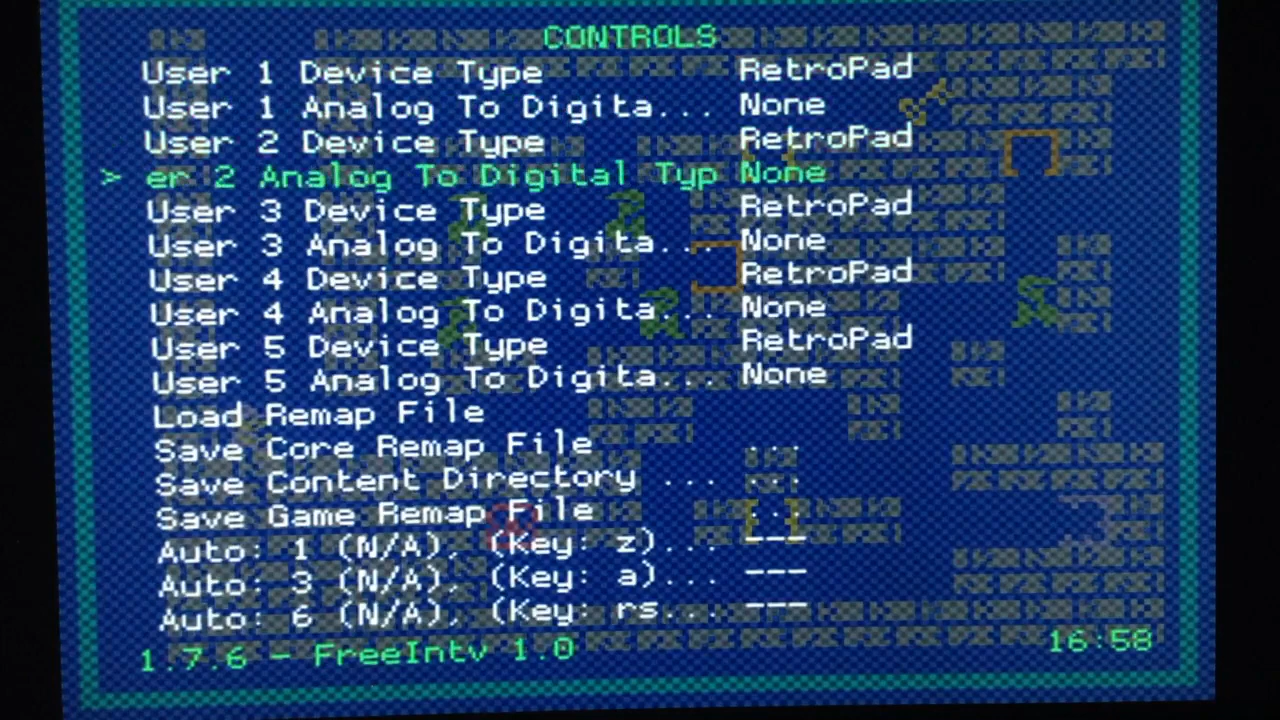 CONTROLS
User 1 Device Type RetroPad
User 1 Analog To Digita... None
User 2 Device Type RetroPad
> er 2 Analog To Digital Typ None
User 3 Device Type RetroPad
User 3 Analog To Digita... None
User 4 Device Type RetroPad
User 4 Analog To Digita... None
User 5 Device Type RetroPad
User 5 Analog To Digita... None
Load Remap File
Save Core Remap File ...
Save Content Directory ... ...
Save Game Remap File ...
Auto: 1 (N/A), (Key: z)... ---
Auto: 3 (N/A), (Key: a)... ---
Auto: 6 (N/A), (Key: rs... ---
1.7.6 - FreeIntv 1.0 16:58